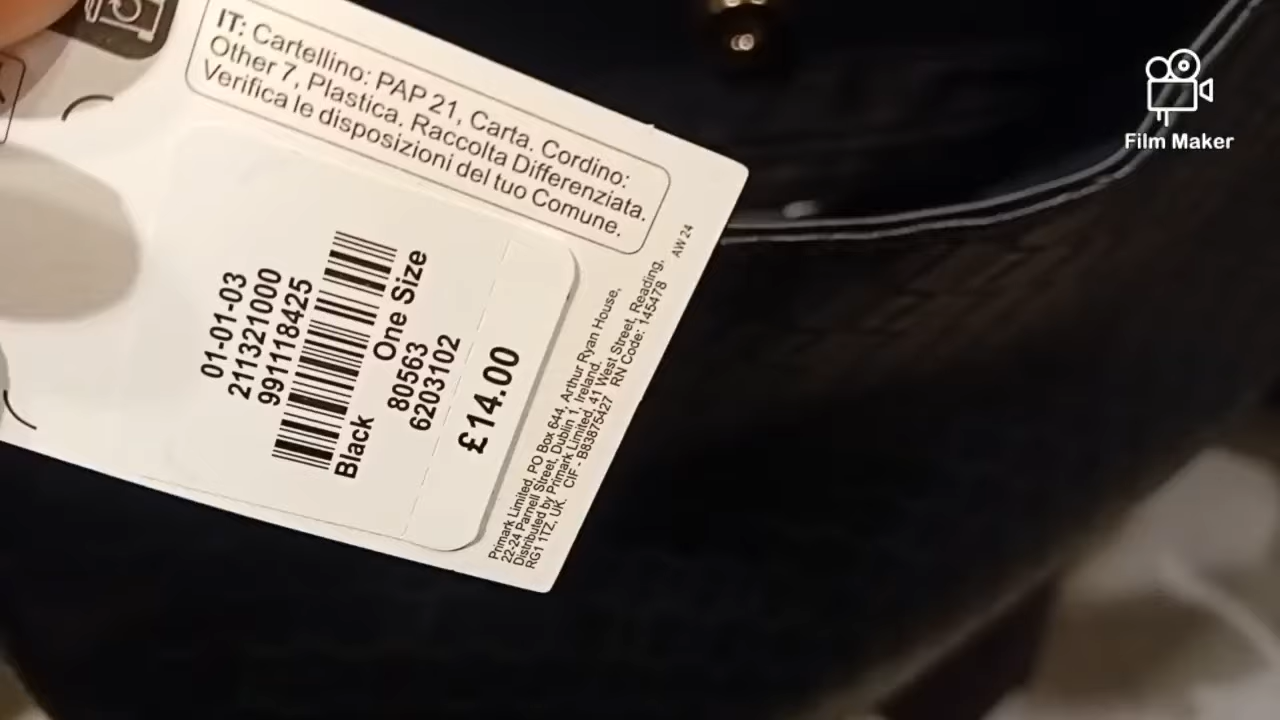 IT: Cartellino: PAP 21, Carta. Cordino:
Other 7, Plastica. Raccolta Differenziata.
Verifica le disposizioni del tuo Comune.
01-01-03
211321000
991118425
Black One Size
80563
6203102
£14.00
Primark Limited, PO Box 644, Arthur Ryan House,
22-24 Parnell Street, Dublin 1, Ireland.
Distributed by Primark Limited, 41 West Street, Reading,
RG1 1TZ, UK. CIF - B83875427 RN Code: 145478
AW 24
Film Maker